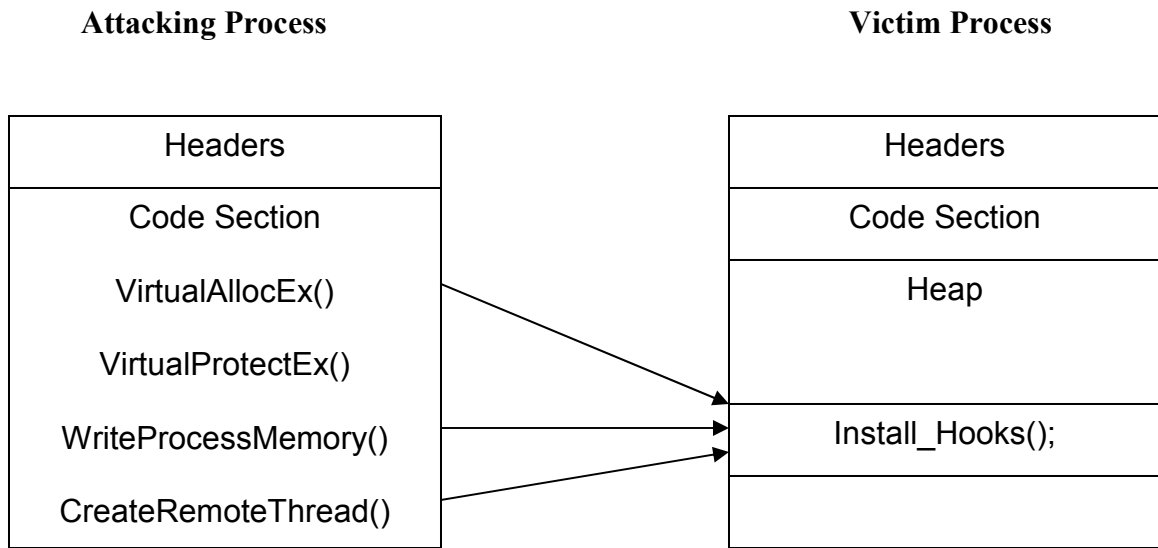 Attacking Process
Victim Process
Headers
Code Section
VirtualAllocEx()
VirtualProtectEx()
WriteProcessMemory()
CreateRemoteThread()
Headers
Code Section
Heap
Install_Hooks();